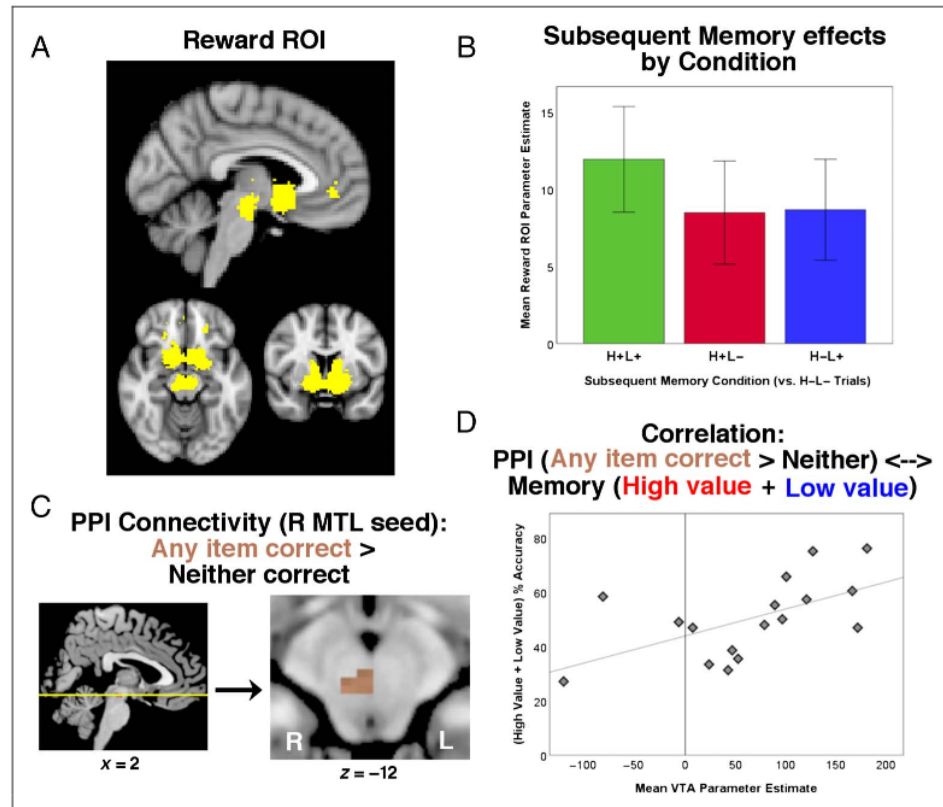 A
Reward ROI
B
Subsequent Memory effects
by Condition
15
10
5
0
Mean Reward ROI Parameter Estimate
H+L+
H+L−
H−L+
Subsequent Memory Condition (vs. H−L− Trials)
C
PPI Connectivity (R MTL seed):
Any item correct >
Neither correct
x = 2
R
L
z = −12
D
Correlation:
PPI (Any item correct > Neither) <-->
Memory (High value + Low Value)
80
60
40
20
0
(High Value + Low Value) % Accuracy
−100
−50
0
50
100
150
200
Mean VTA Parameter Estimate